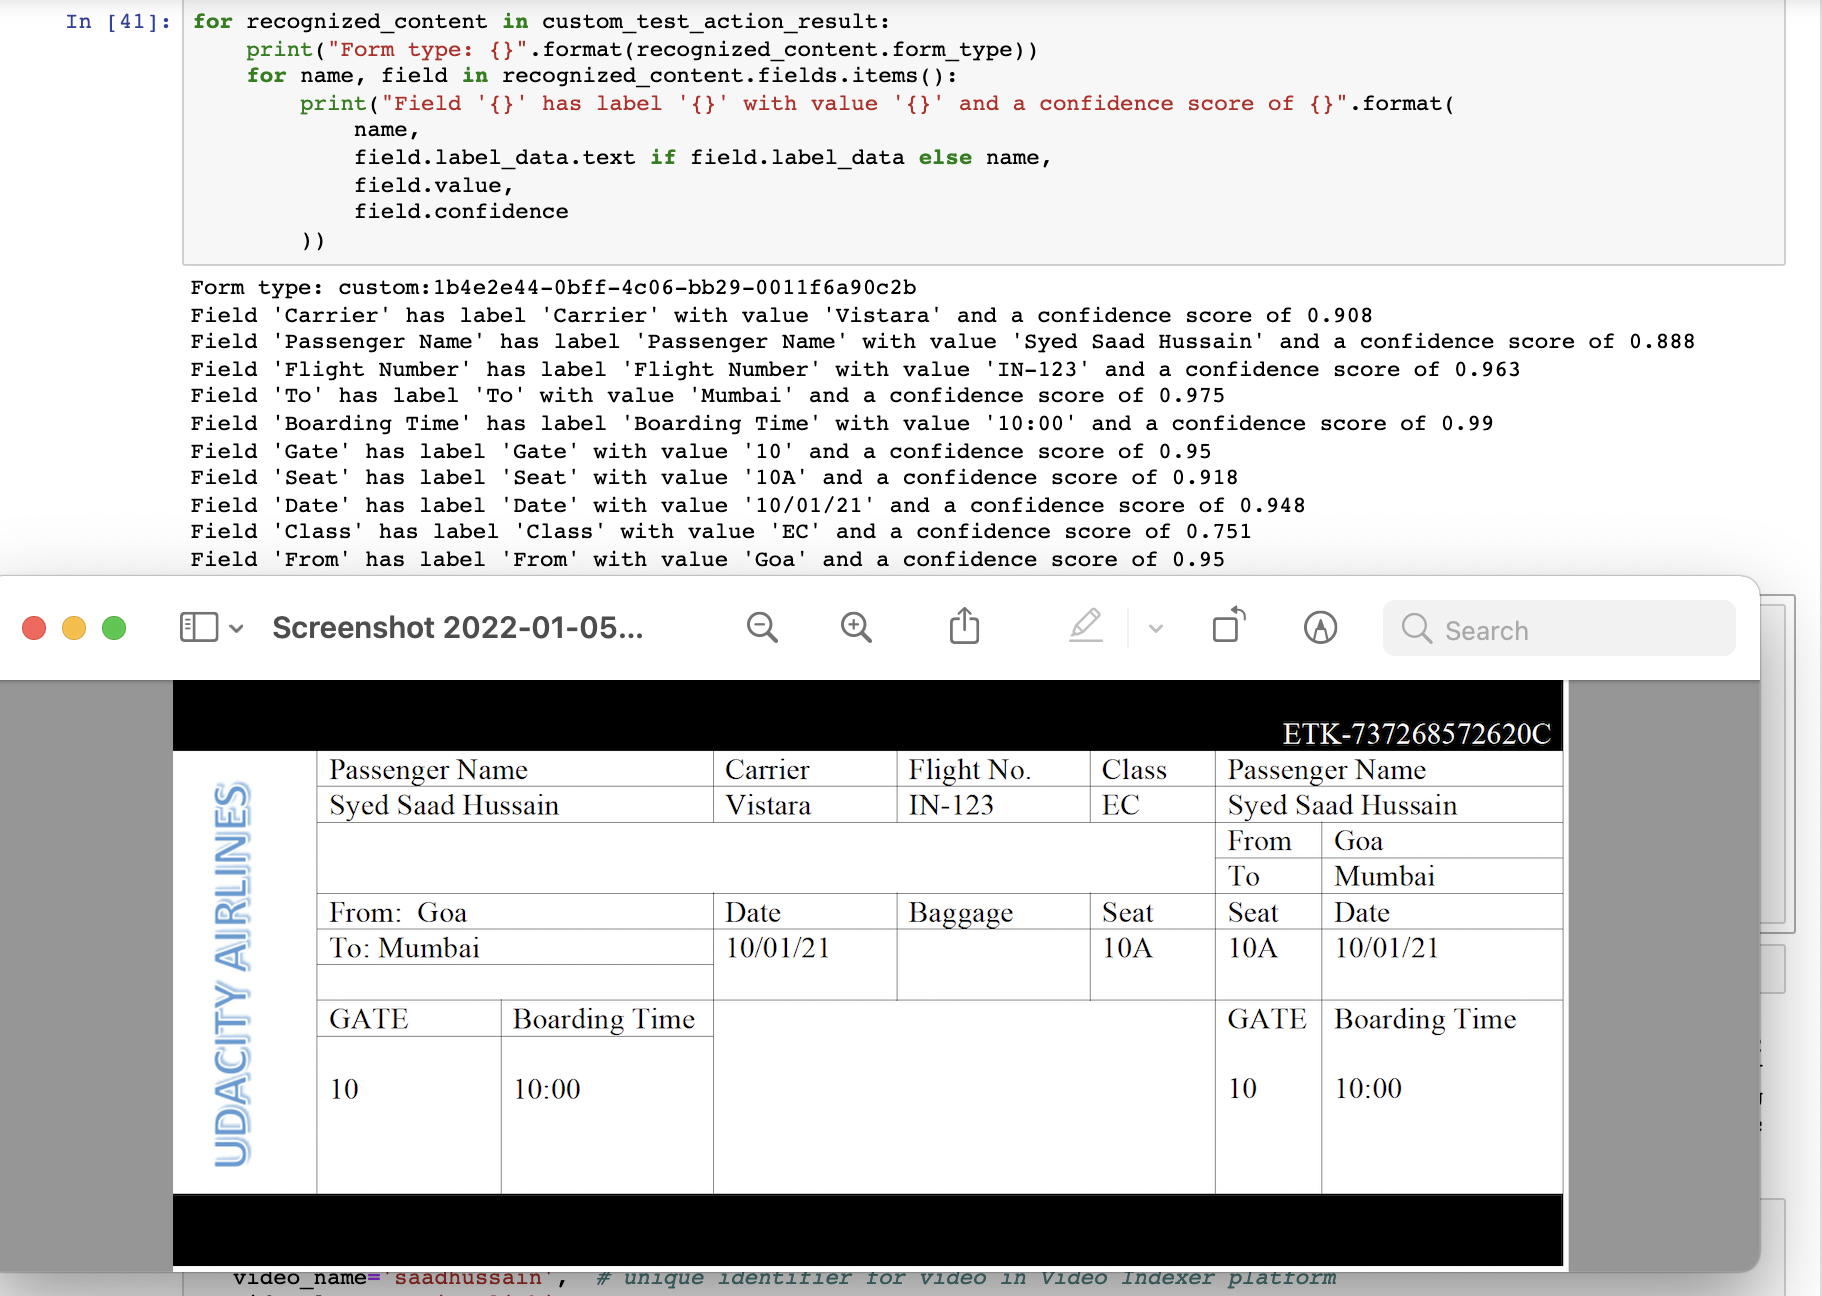 In [41]: for recognized_content in custom_test_action_result:
print("Form type: {}".format(recognized_content.form_type))
for name, field in recognized_content.fields.items():
print("Field '{}' has label '{}' with value '{}' and a confidence score of {}".format(
name,
field.label_data.text if field.label_data else name,
field.value,
field.confidence
))
Form type: custom:1b4e2e44-0bff-4c06-bb29-0011f6a90c2b
Field 'Carrier' has label 'Carrier' with value 'Vistara' and a confidence score of 0.908
Field 'Passenger Name' has label 'Passenger Name' with value 'Syed Saad Hussain' and a confidence score of 0.888
Field 'Flight Number' has label 'Flight Number' with value 'IN-123' and a confidence score of 0.963
Field 'To' has label 'To' with value 'Mumbai' and a confidence score of 0.975
Field 'Boarding Time' has label 'Boarding Time' with value '10:00' and a confidence score of 0.99
Field 'Gate' has label 'Gate' with value '10' and a confidence score of 0.95
Field 'Seat' has label 'Seat' with value '10A' and a confidence score of 0.918
Field 'Date' has label 'Date' with value '10/01/21' and a confidence score of 0.948
Field 'Class' has label 'Class' with value 'EC' and a confidence score of 0.751
Field 'From' has label 'From' with value 'Goa' and a confidence score of 0.95
Screenshot 2022-01-05... Search
ETK-737268572620C
UDACITY AIRLINES
Passenger Name Carrier Flight No. Class Passenger Name
Syed Saad Hussain Vistara IN-123 EC Syed Saad Hussain
From Goa
To Mumbai
From: Goa Date Baggage Seat Seat Date
To: Mumbai 10/01/21 10A 10A 10/01/21
GATE Boarding Time GATE Boarding Time
10 10:00 10 10:00
video_name='saadhussain', # unique identifier for video in Video Indexer platform